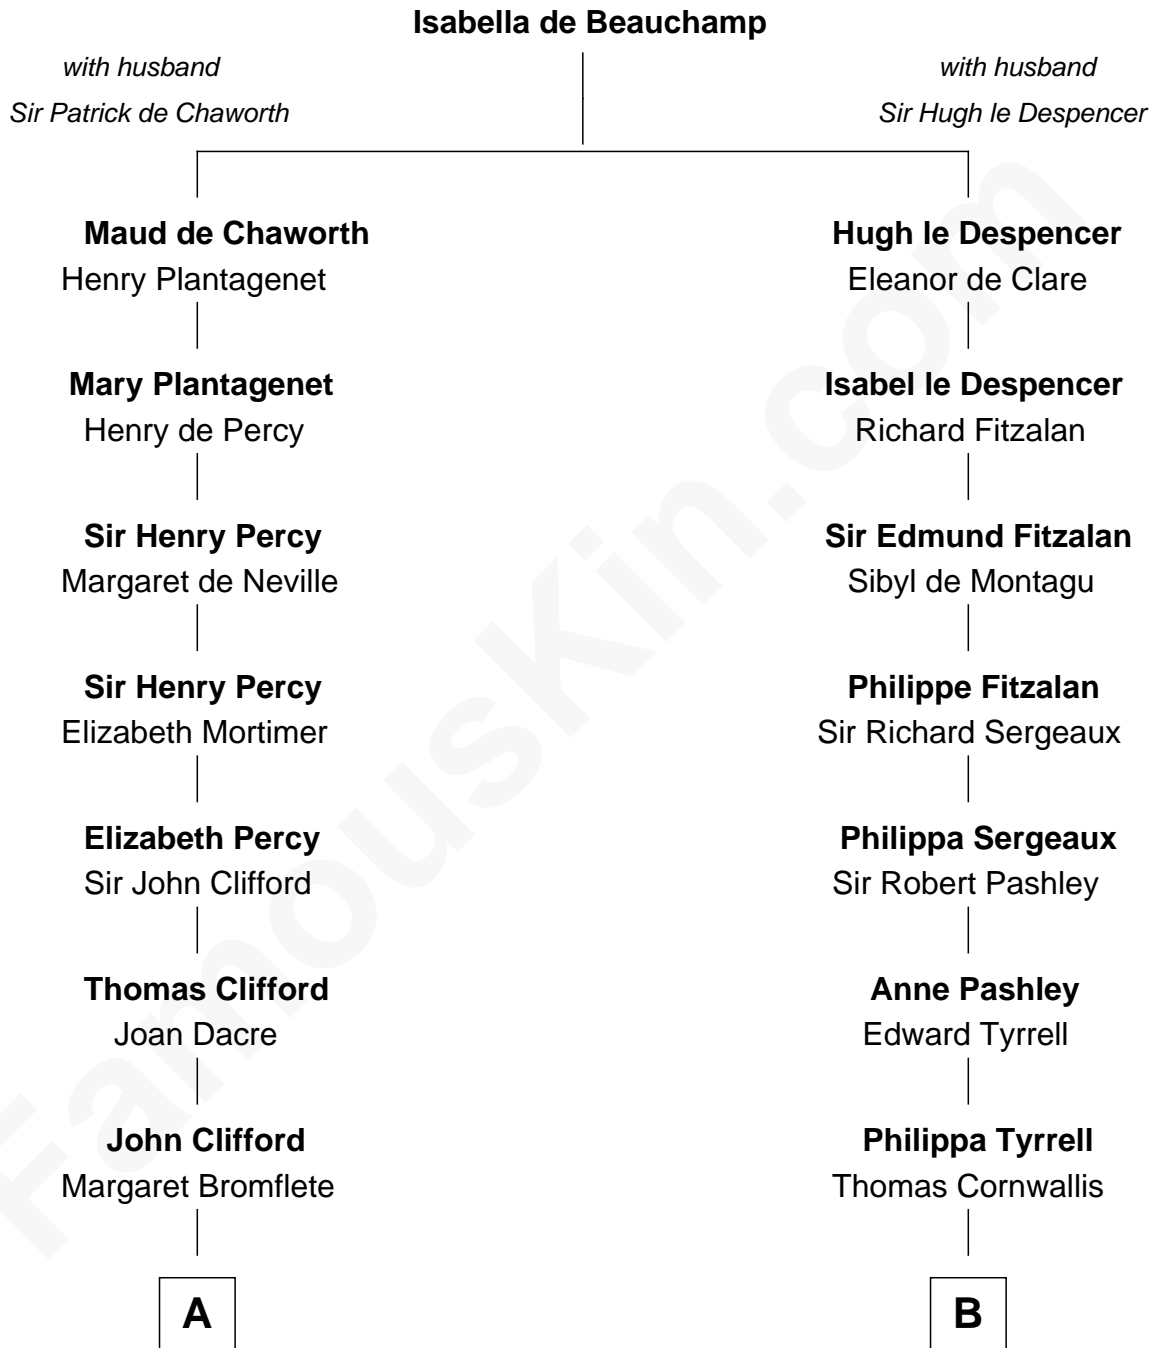 Isabella de Beauchamp
with husband
Sir Patrick de Chaworth
with husband
Sir Hugh le Despencer
Maud de Chaworth
Henry Plantagenet
Hugh le Despencer
Eleanor de Clare
Mary Plantagenet
Henry de Percy
Isabel le Despencer
Richard Fitzalan
Sir Henry Percy
Margaret de Neville
Sir Edmund Fitzalan
Sibyl de Montagu
Sir Henry Percy
Elizabeth Mortimer
Philippe Fitzalan
Sir Richard Sergeaux
Elizabeth Percy
Sir John Clifford
Philippa Sergeaux
Sir Robert Pashley
Thomas Clifford
Joan Dacre
Anne Pashley
Edward Tyrrell
John Clifford
Margaret Bromflete
Philippa Tyrrell
Thomas Cornwallis
A
B
FamousKin.com